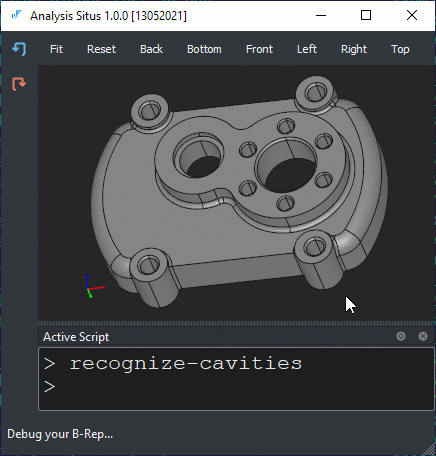 Analysis Situs 1.0.0 [13052021]
Fit Reset Back Bottom Front Left Right Top
Active Script
> recognize-cavities
>
Debug your B-Rep...